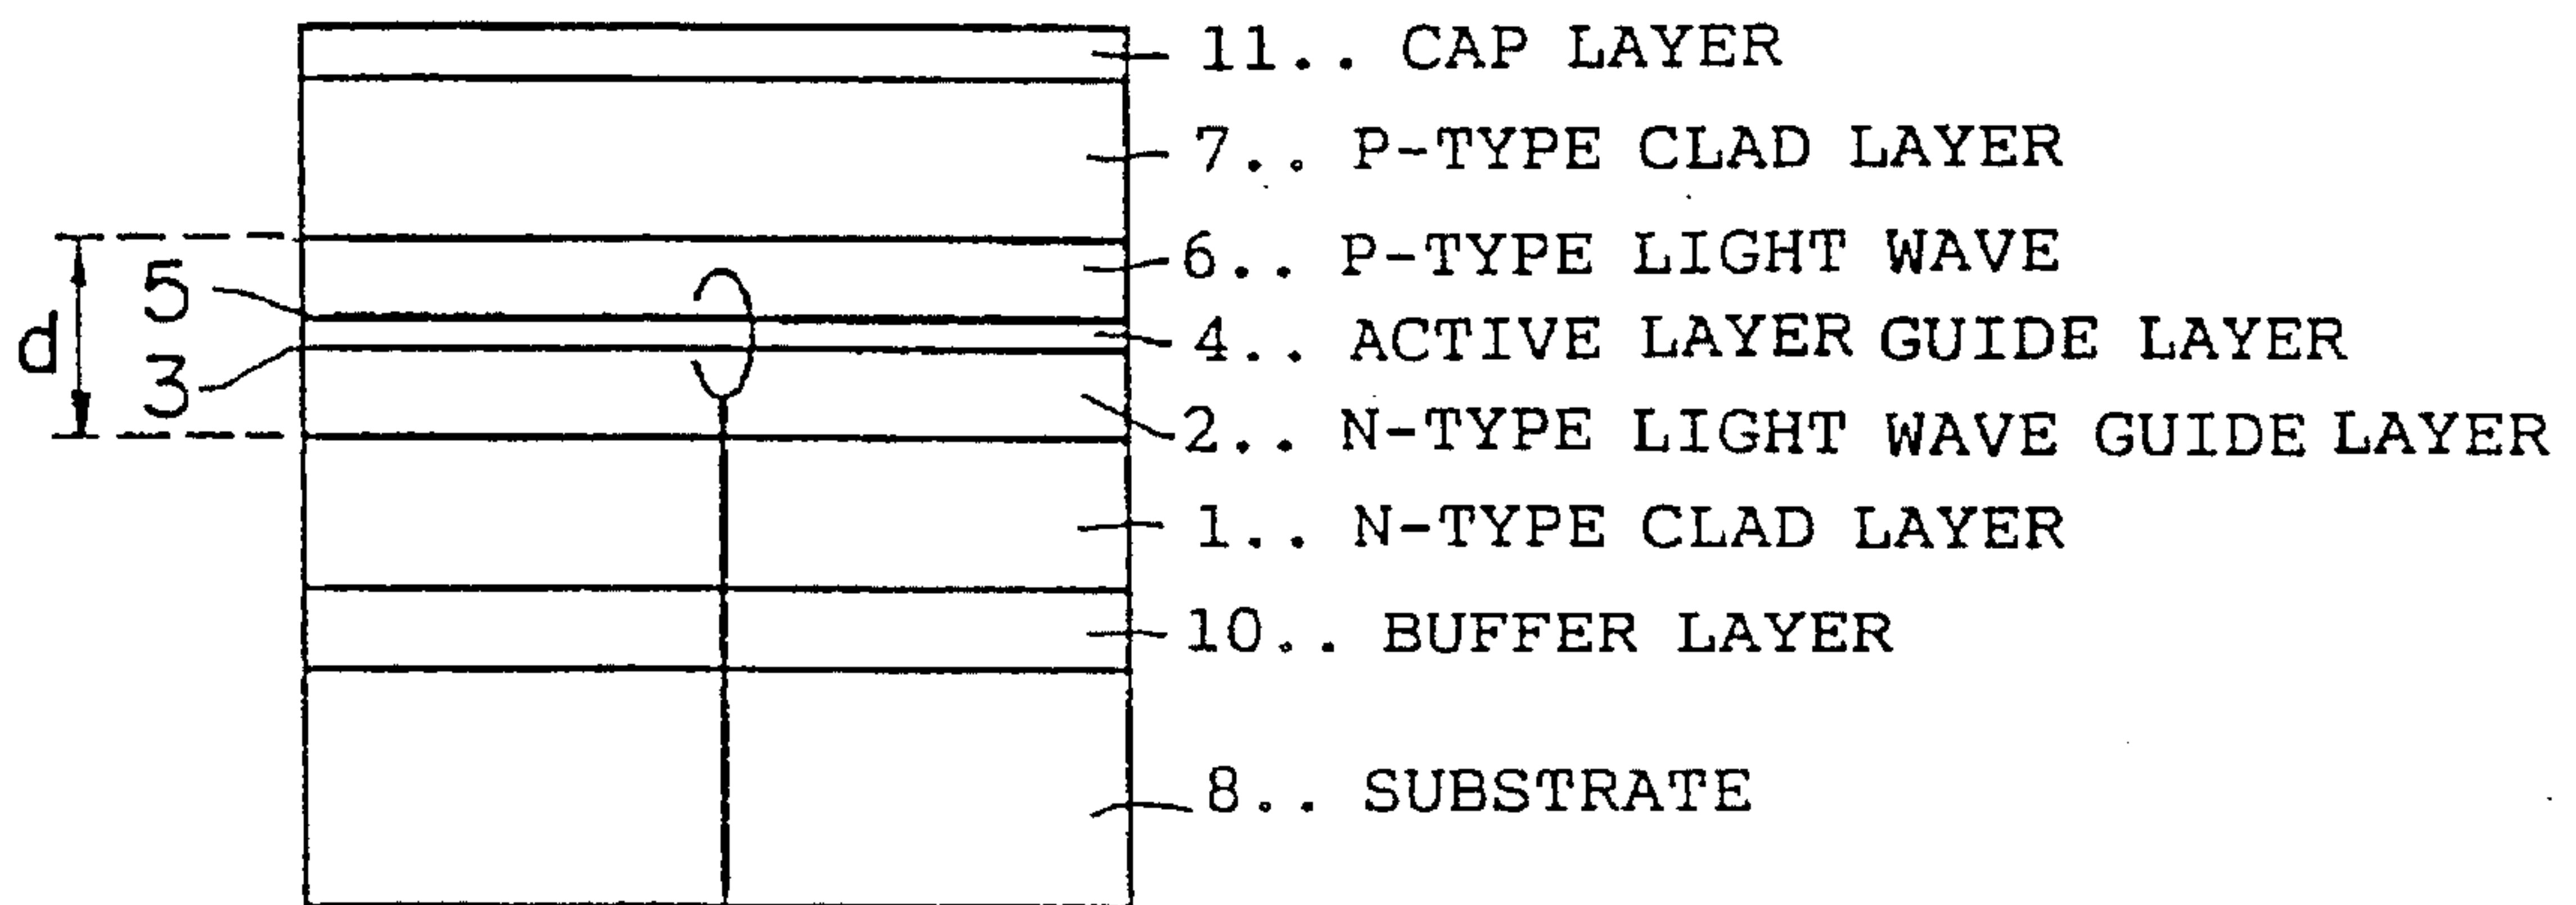 11.. CAP LAYER
7.. P-TYPE CLAD LAYER
6.. P-TYPE LIGHT WAVE
5
4.. ACTIVE LAYER GUIDE LAYER
d
3
2.. N-TYPE LIGHT WAVE GUIDE LAYER
1.. N-TYPE CLAD LAYER
10.. BUFFER LAYER
8.. SUBSTRATE